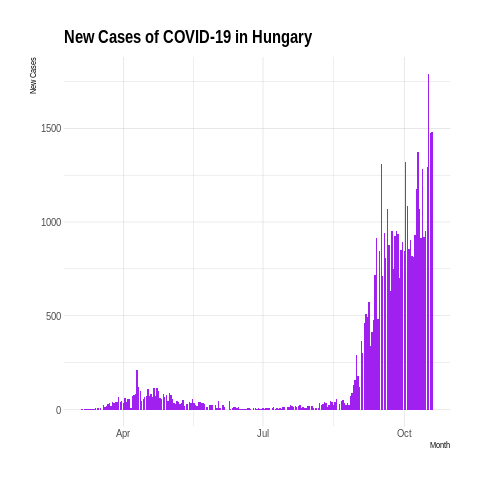 New Cases of COVID-19 in Hungary
New Cases
1500
1000
500
0
Apr
Jul
Oct
Month